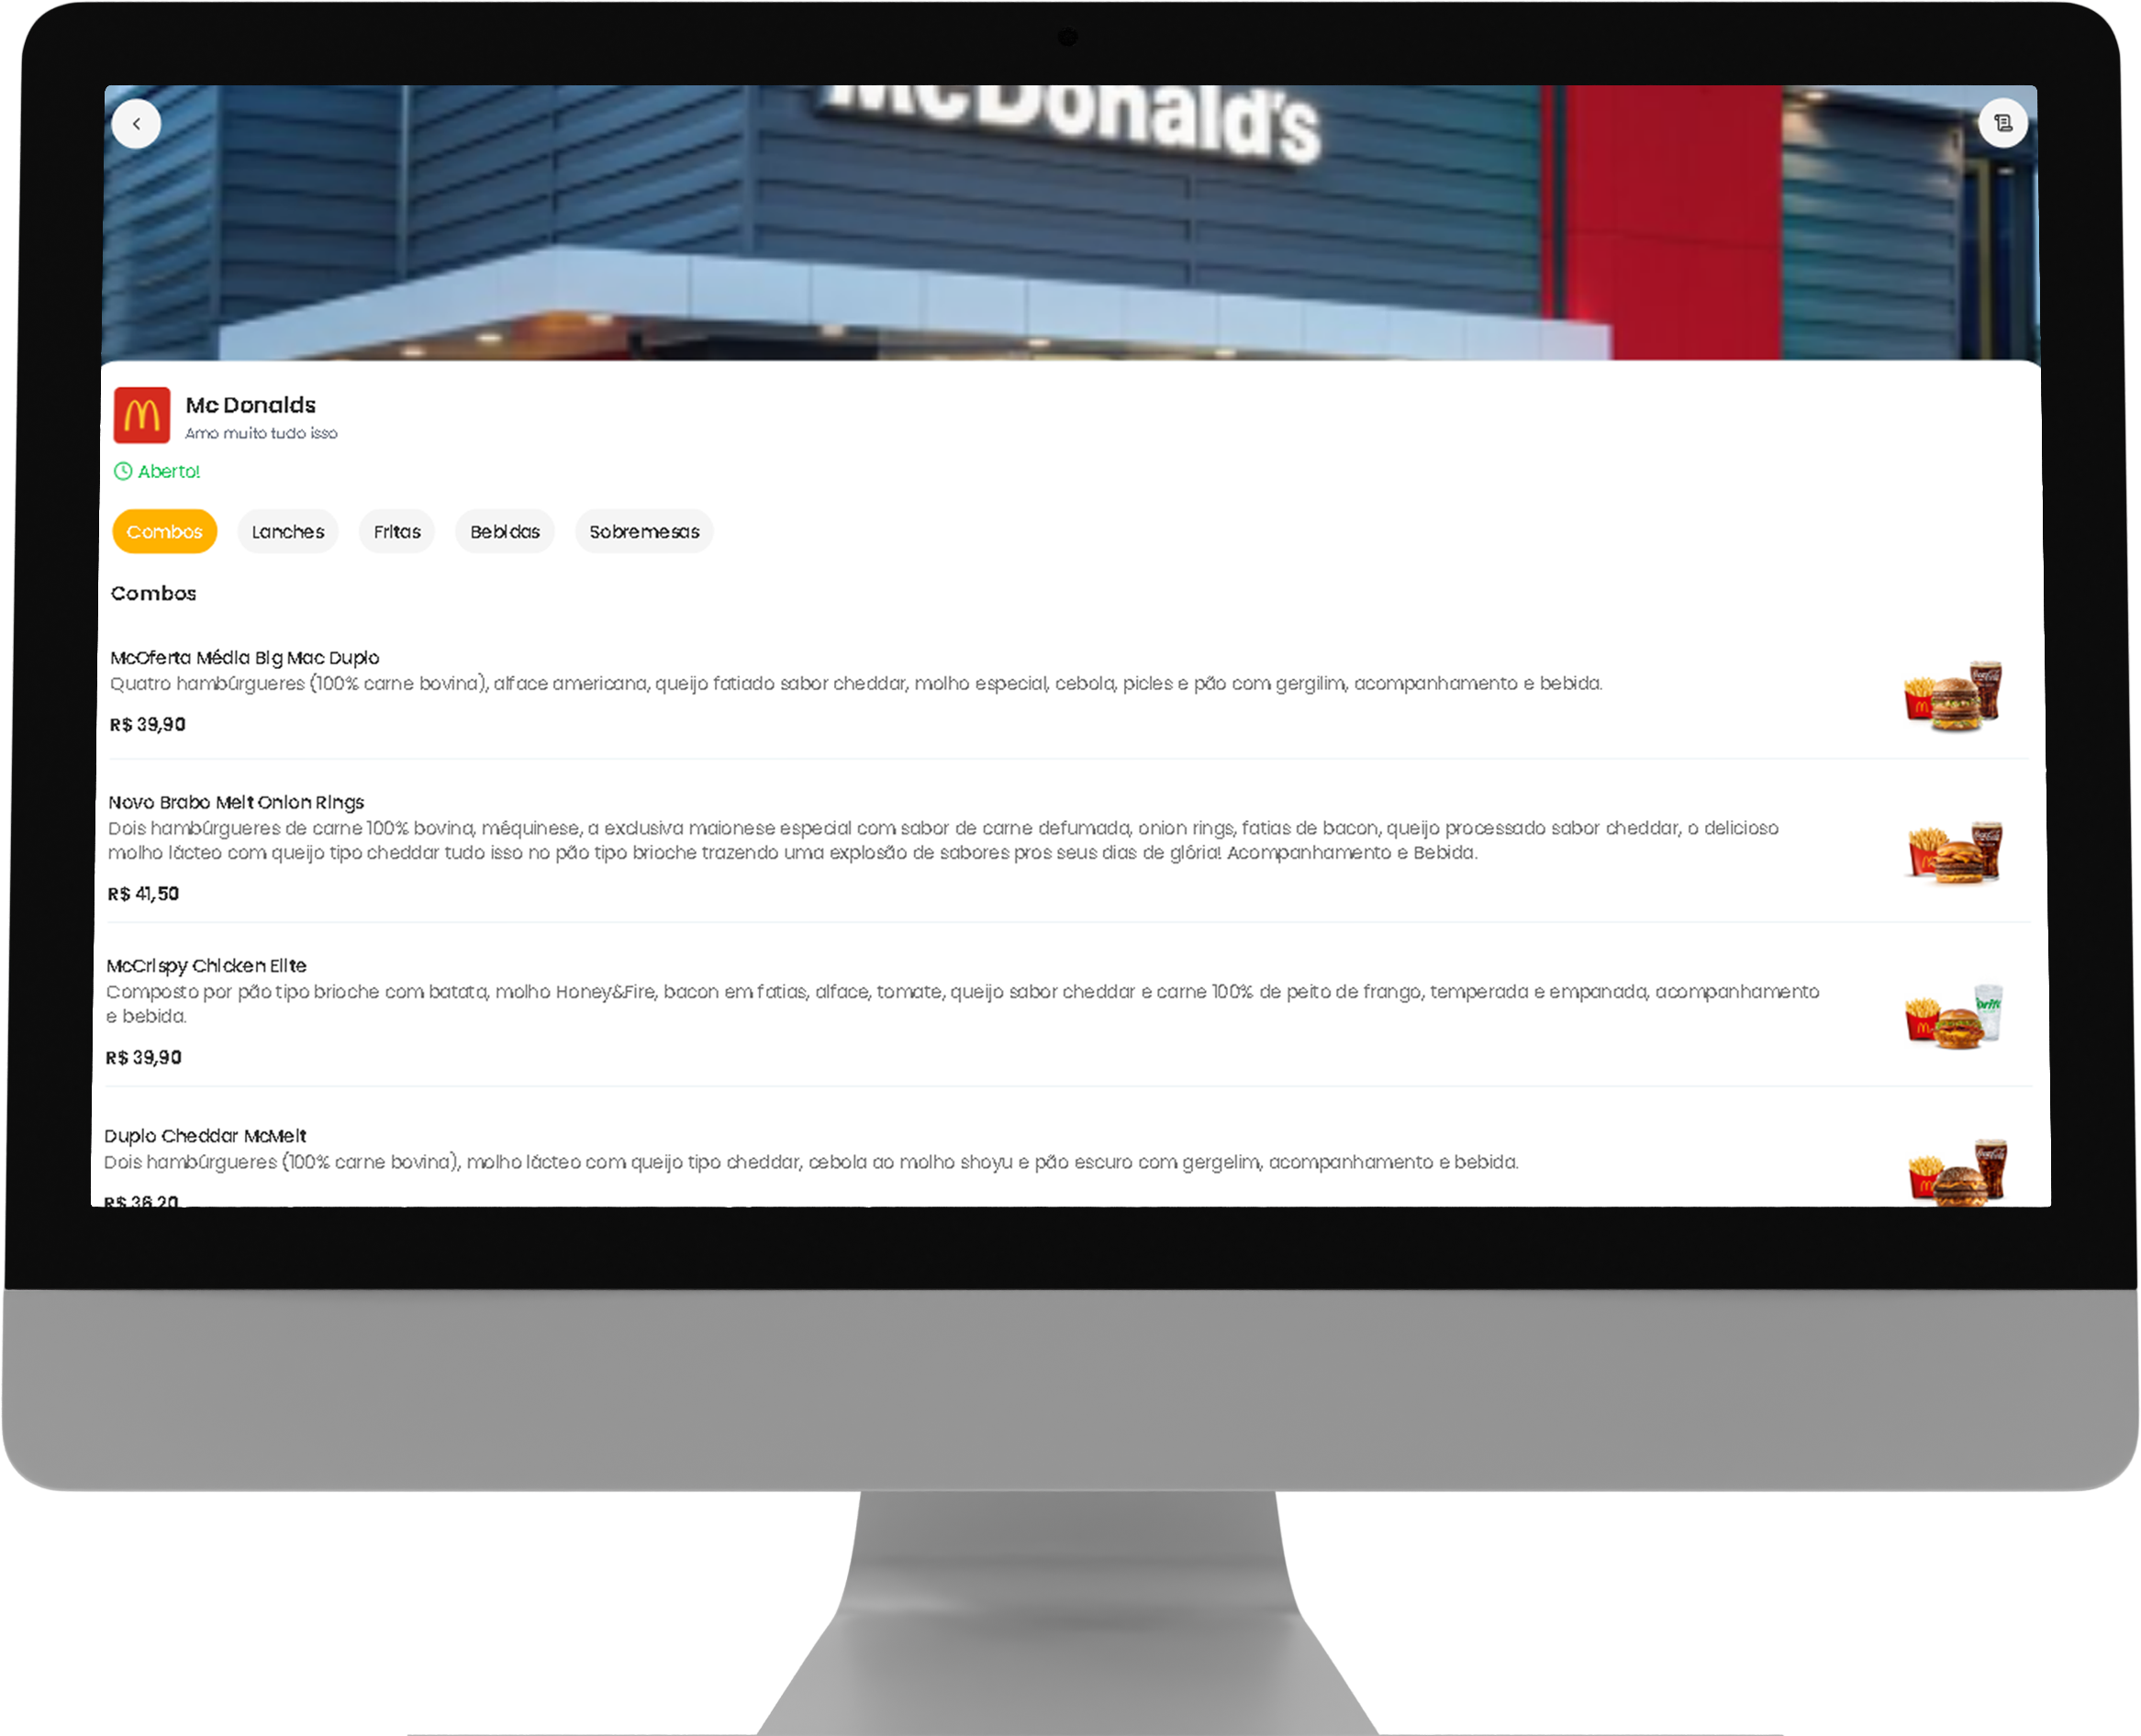 McDonald's
Mc Donalds
Amo muito tudo isso
Aberto!
Combos Lanches Fritas Bebidas Sobremesas
Combos
McOferta Média Big Mac Duplo
Quatro hambúrgueres (100% carne bovina), alface americana, queijo fatiado sabor cheddar, molho especial, cebola, picles e pão com gergilim, acompanhamento e bebida.
R$ 39,90
Novo Brabo Melt Onion Rings
Dois hambúrgueres de carne 100% bovina, méquinese, a exclusiva maionese especial com sabor de carne defumada, onion rings, fatias de bacon, queijo processado sabor cheddar, o delicioso
molho lácteo com queijo tipo cheddar tudo isso no pão tipo brioche trazendo uma explosão de sabores pros seus dias de glória! Acompanhamento e Bebida.
R$ 41,50
McCrispy Chicken Elite
Composto por pão tipo brioche com batata, molho Honey&Fire, bacon em fatias, alface, tomate, queijo sabor cheddar e carne 100% de peito de frango, temperada e empanada, acompanhamento
e bebida.
R$ 39,90
Duplo Cheddar McMelt
Dois hambúrgueres (100% carne bovina), molho lácteo com queijo tipo cheddar, cebola ao molho shoyu e pão escuro com gergelim, acompanhamento e bebida.
R$ 36,20